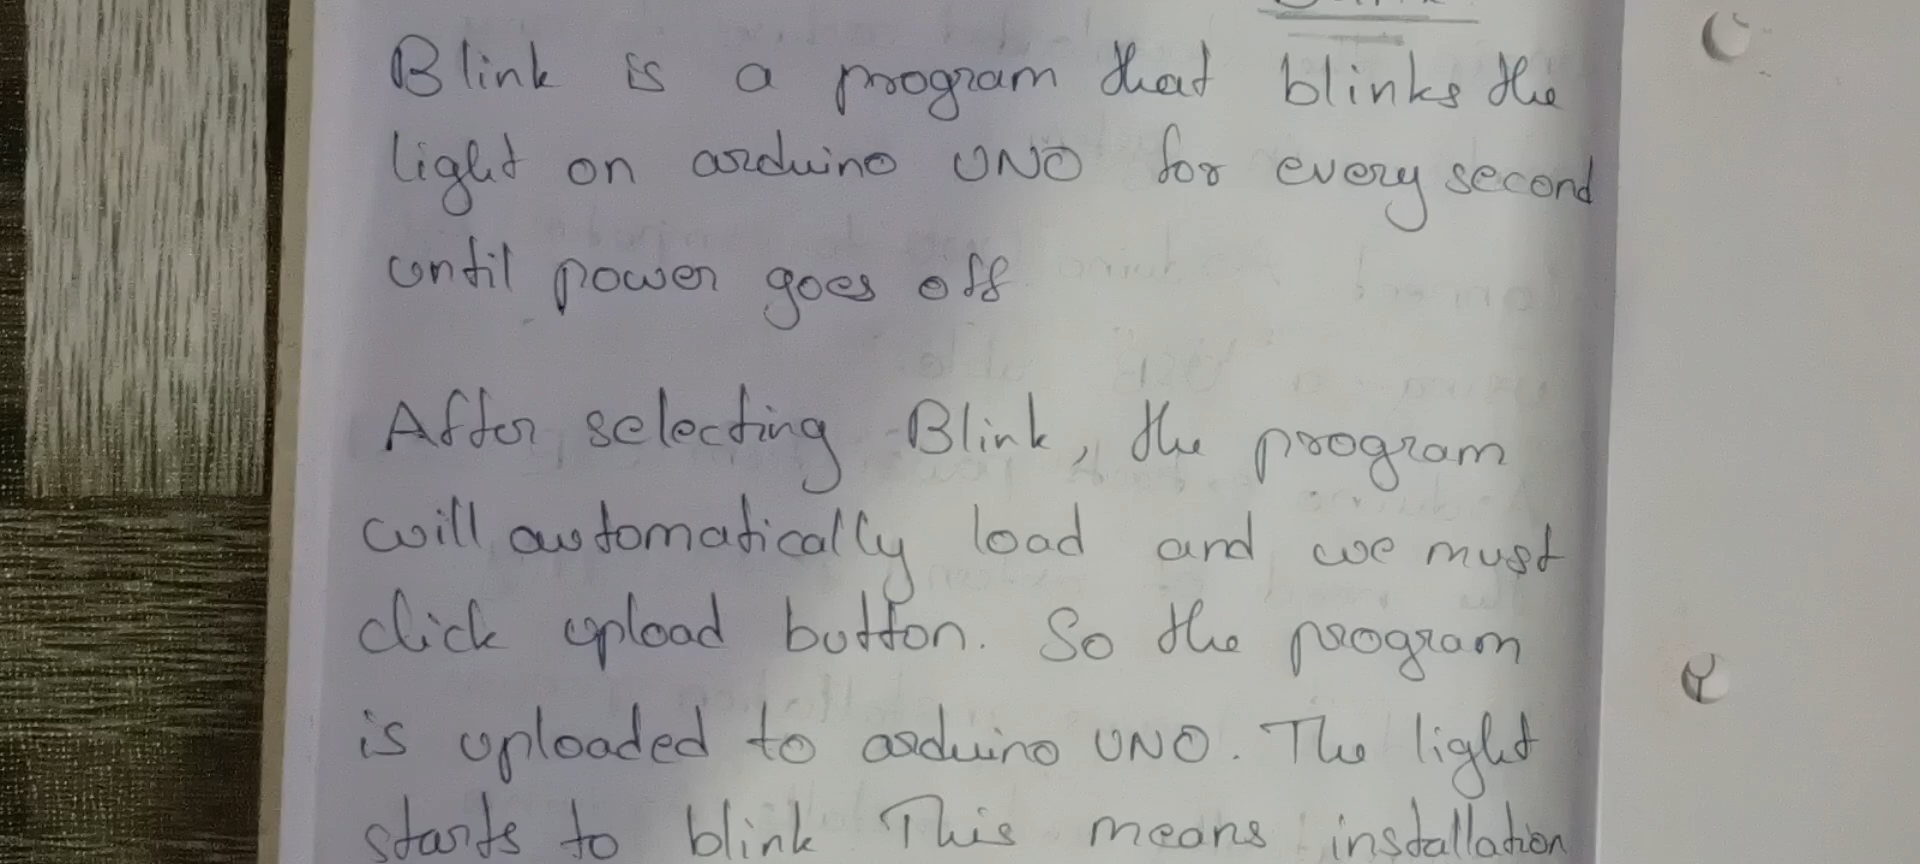 Blink is a program that blinks the
light on arduino UNO for every second
until power goes off
After selecting Blink, the program
will automatically load and we must
click upload button. So the program
is uploaded to arduino UNO. The light
starts to blink This means installation